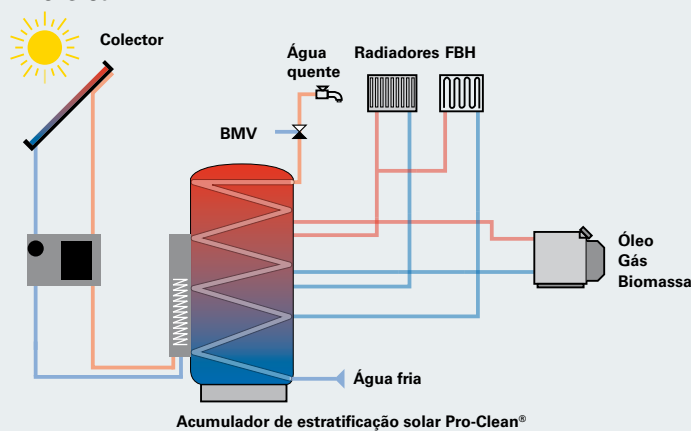 Colector
Água
quente
Radiadores FBH
BMV
Óleo
Gás
Biomassa
Água fria
Acumulador de estratificação solar Pro-Clean®